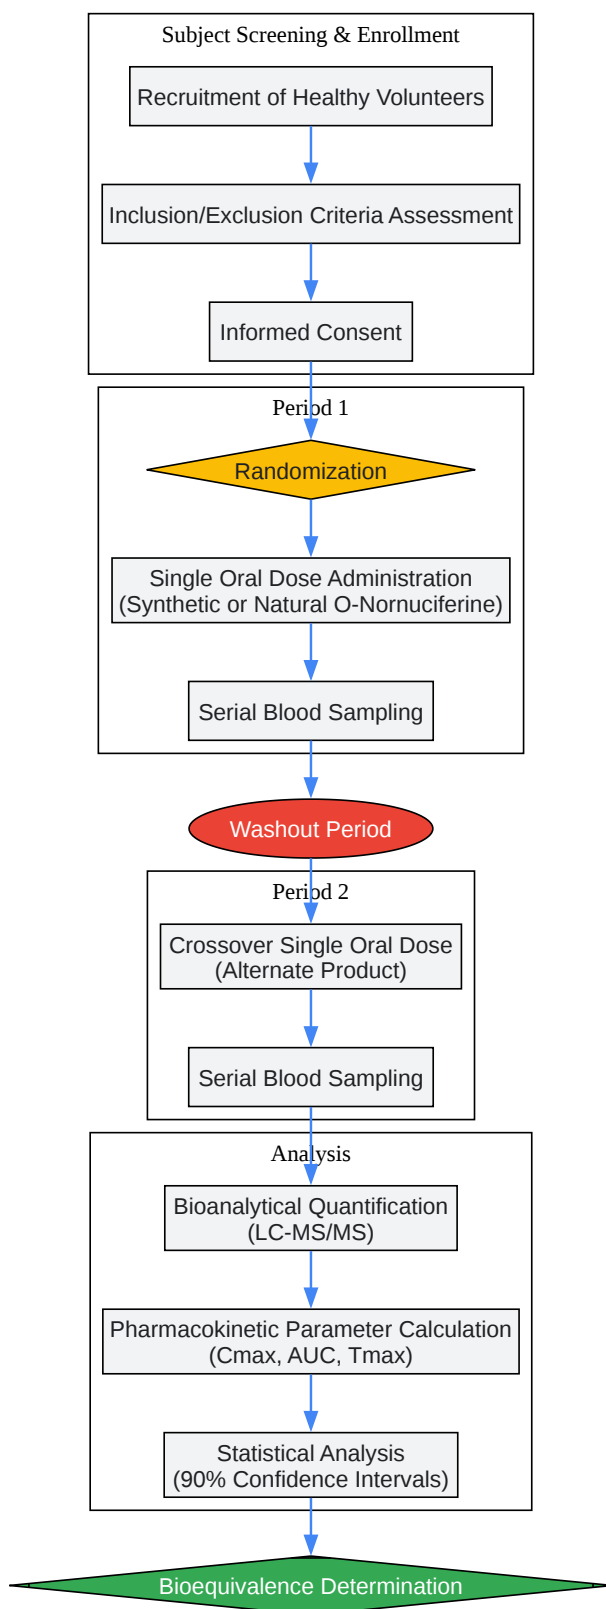 Subject Screening & Enrollment
Recruitment of Healthy Volunteers
Inclusion/Exclusion Criteria Assessment
Informed Consent
Period 1
Randomization
Single Oral Dose Administration
(Synthetic or Natural O-Nornuciferine)
Serial Blood Sampling
Washout Period
Period 2
Crossover Single Oral Dose
(Alternate Product)
Serial Blood Sampling
Analysis
Bioanalytical Quantification
(LC-MS/MS)
Pharmacokinetic Parameter Calculation
(Cmax, AUC, Tmax)
Statistical Analysis
(90% Confidence Intervals)
Bioequivalence Determination